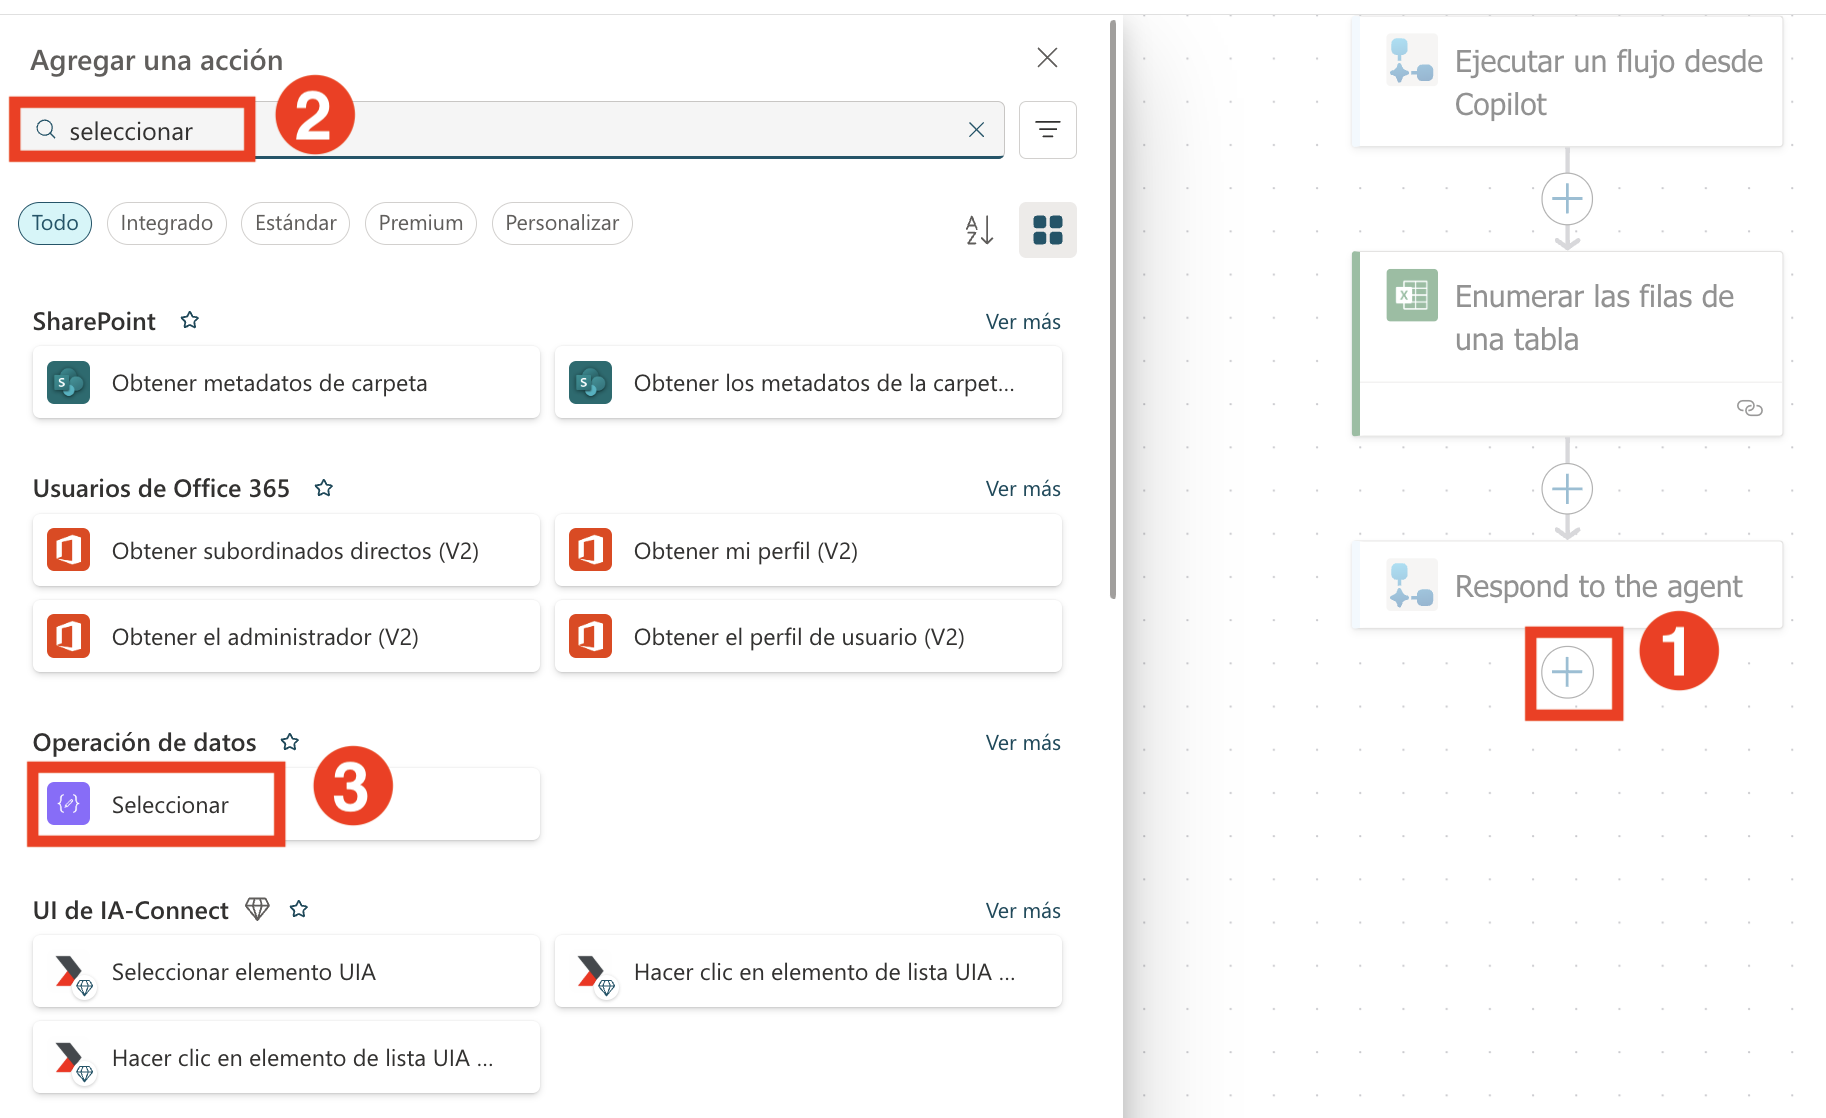 Agregar una acción
seleccionar
2
Todo
Integrado
Estándar
Premium
Personalizar
A
Z
SharePoint
Ver más
S
Obtener metadatos de carpeta
S
Obtener los metadatos de la carpet...
Usuarios de Office 365
Ver más
Obtener subordinados directos (V2)
Obtener mi perfil (V2)
Obtener el administrador (V2)
Obtener el perfil de usuario (V2)
Operación de datos
Ver más
Seleccionar
3
UI de IA-Connect
Ver más
Seleccionar elemento UIA
Hacer clic en elemento de lista UIA ...
Hacer clic en elemento de lista UIA ...
Ejecutar un flujo desde
Copilot
X
Enumerar las filas de
una tabla
Respond to the agent
1